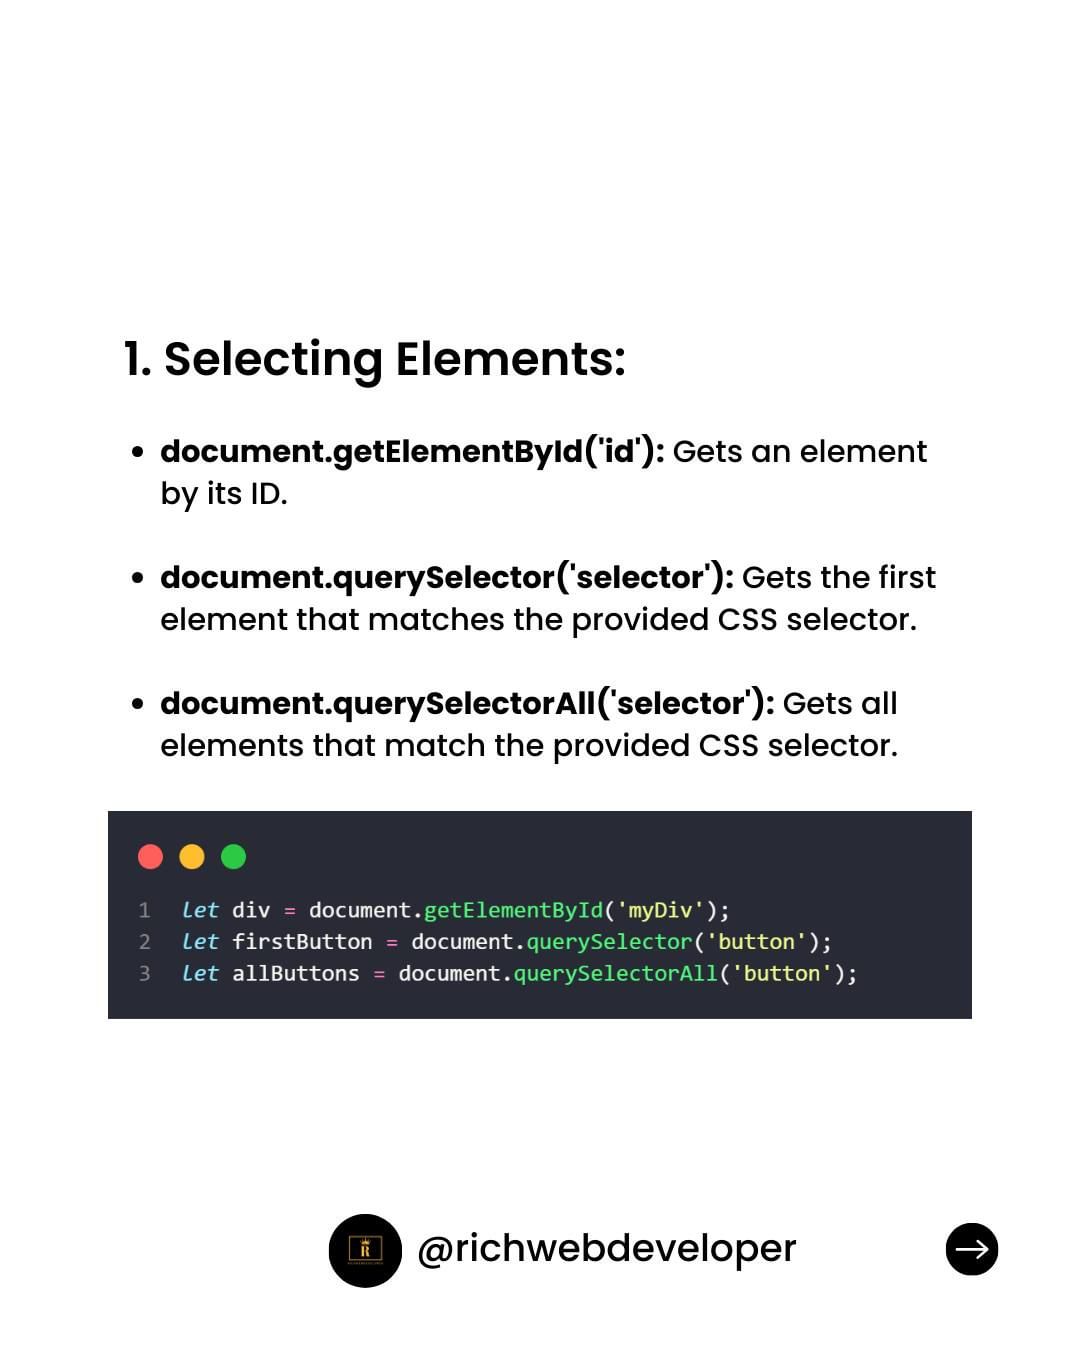 1. Selecting Elements:
• document.getElementById('id'): Gets an element
by its ID.
• document.querySelector('selector'): Gets the first
element that matches the provided CSS selector.
• document.querySelectorAll('selector'): Gets all
elements that match the provided CSS selector.
1 let div = document.getElementById('myDiv');
2 let firstButton = document.querySelector('button');
3 let allButtons = document.querySelectorAll('button');
R
@richwebdeveloper